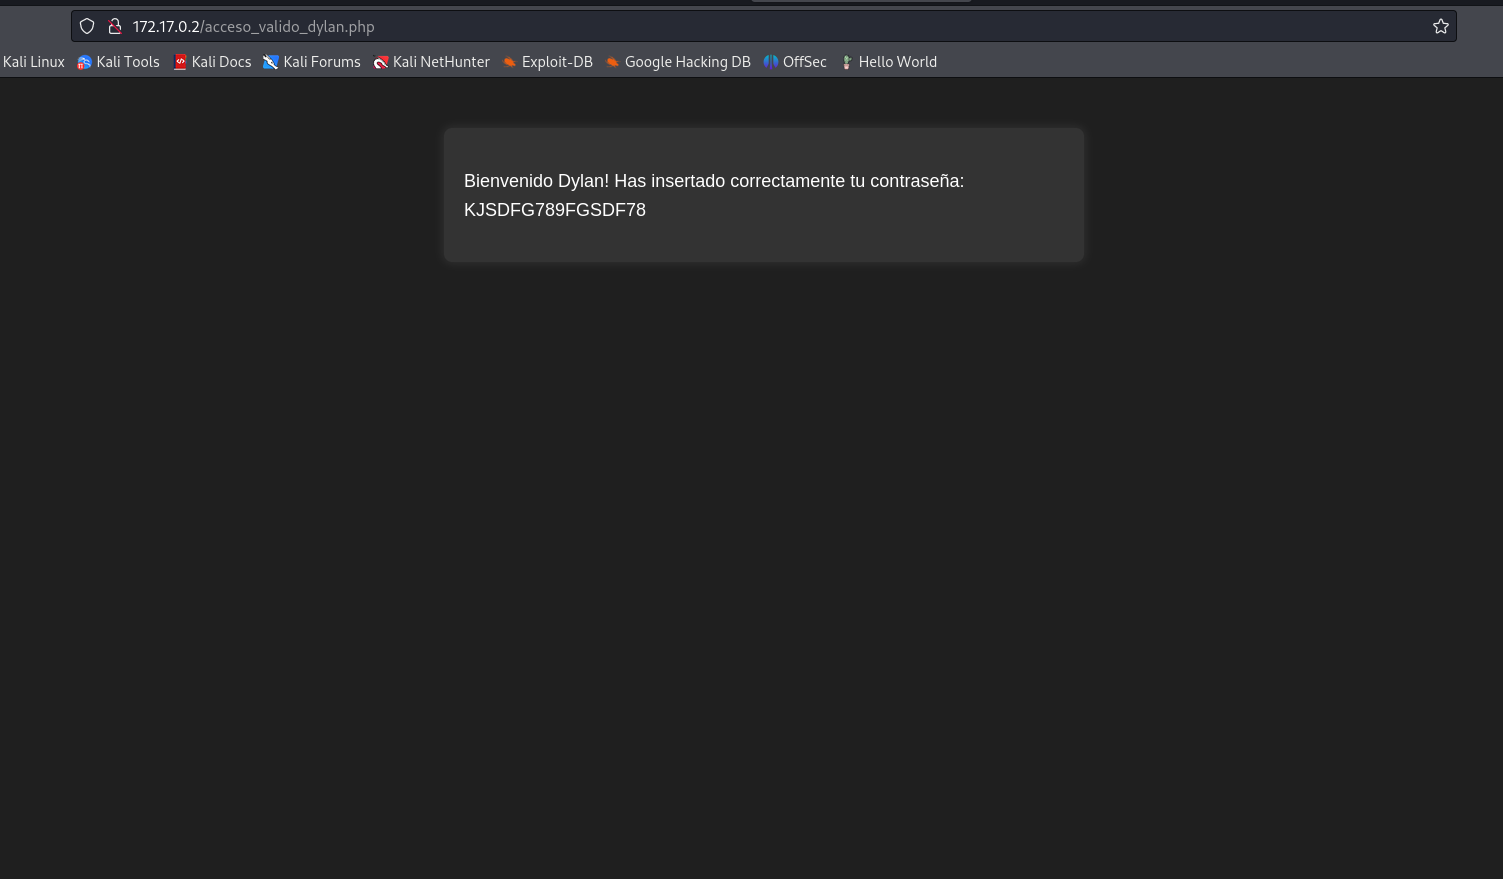 172.17.0.2/acceso_valido_dylan.php
Kali Linux Kali Tools Kali Docs Kali Forums Kali NetHunter Exploit-DB Google Hacking DB OffSec Hello World
Bienvenido Dylan! Has insertado correctamente tu contraseña:
KJSDFG789FGSDF78